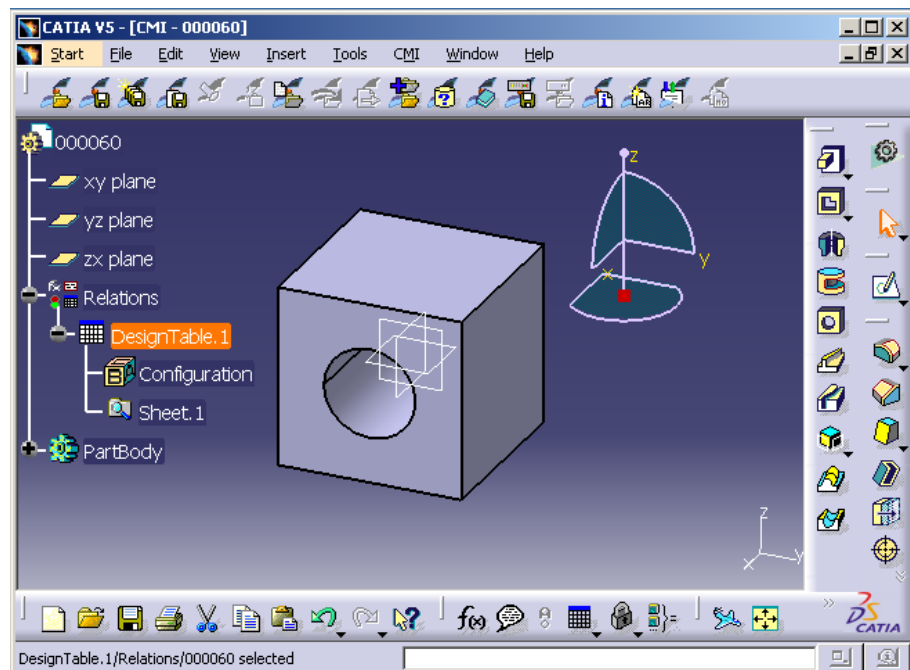 CATIA V5 - [CMI - 000060]
Start File Edit View Insert Tools CMI Window Help
000060
xy plane
yz plane
zx plane
Relations
DesignTable.1
Configuration
Sheet.1
PartBody
z
y
x
z
y
x
f(x)
CATIA
DesignTable.1/Relations/000060 selected